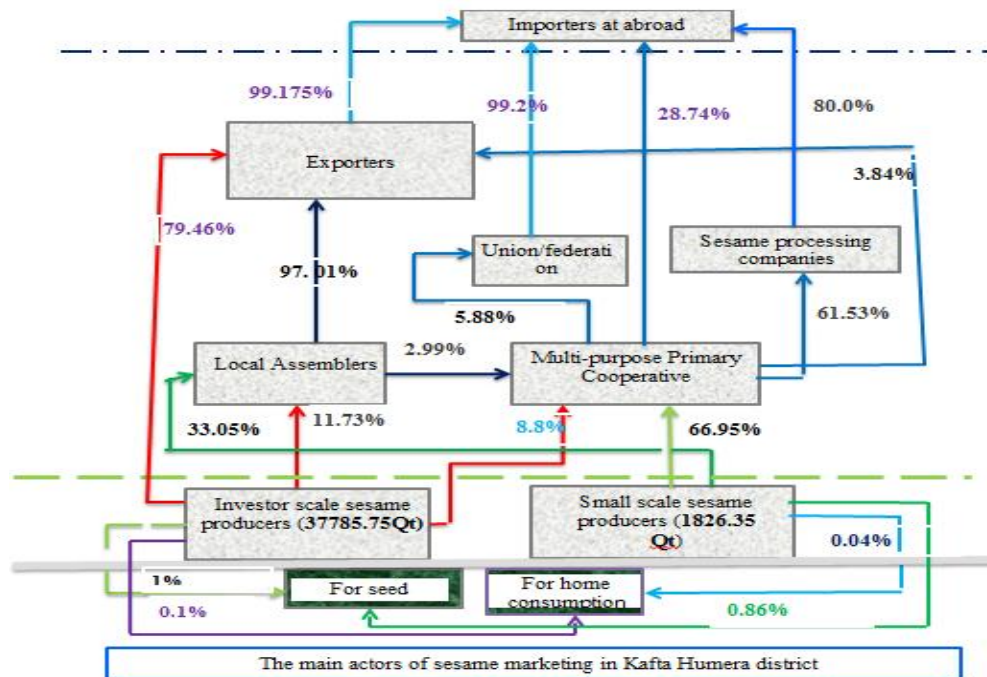 Importers at abroad
99.175%
99.2%
28.74%
80.0%
Exporters
3.84%
79.46%
Union/federati
on
Sesame processing
companies
97.01%
5.88%
61.53%
2.99%
Local Assemblers
Multi-purpose Primary
Cooperative
33.05%
11.73%
8.8%
66.95%
Investor scale sesame
producers (37785.75Qt)
Small scale sesame
producers (1826.35
Qt)
0.04%
1%
For seed
For home
consumption
0.1%
0.86%
The main actors of sesame marketing in Kafta Humera district